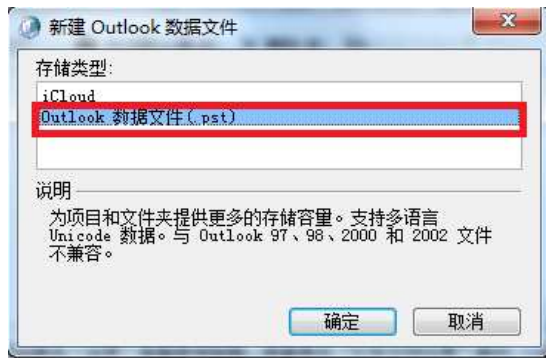 新建 Outlook 数据文件
存储类型:
iCloud
Outlook 数据文件(.pst)
说明
为项目和文件夹提供更多的存储容量。支持多语言
Unicode 数据。与 Outlook 97、98、2000 和 2002 文件
不兼容。
确定
取消